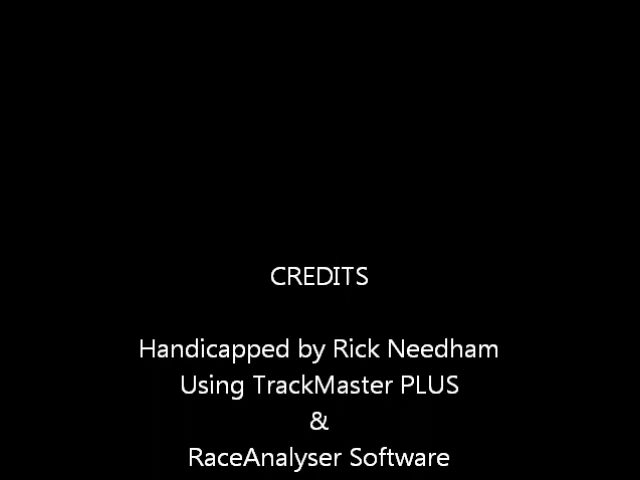 CREDITS
Handicapped by Rick Needham
Using TrackMaster PLUS
&
RaceAnalyser Software